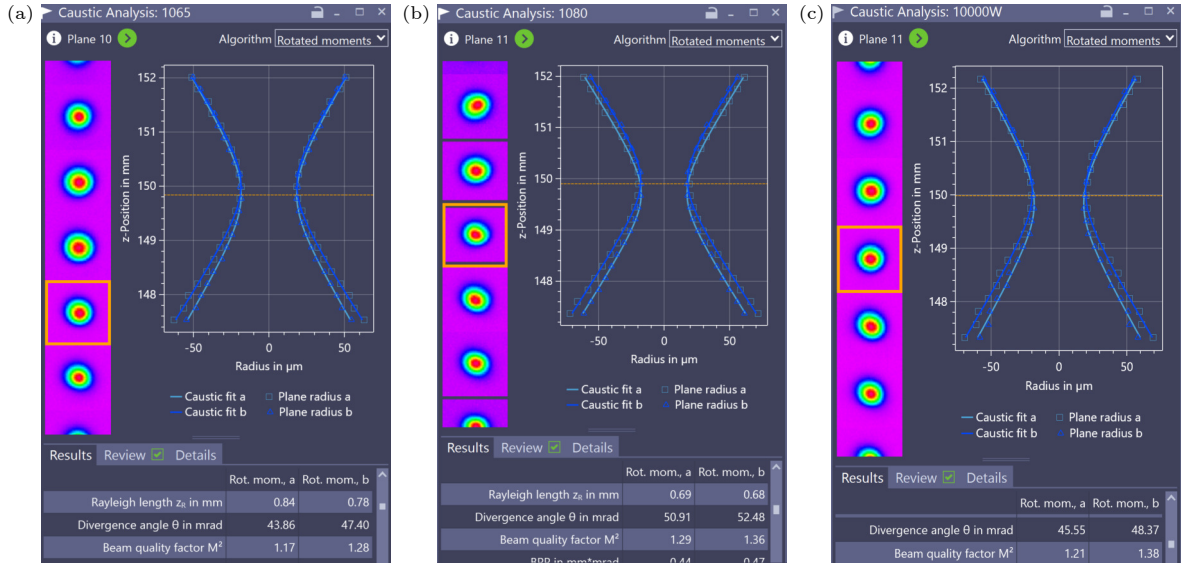 (a)
Caustic Analysis: 1065
Plane 10
Algorithm Rotated moments
152
151
150
149
148
z-Position in mm
-50 0 50
Radius in µm
Caustic fit a Plane radius a
Caustic fit b Plane radius b
Results Review Details
Rot. mom., a Rot. mom., b
Rayleigh length zR in mm 0.84 0.78
Divergence angle θ in mrad 43.86 47.40
Beam quality factor M² 1.17 1.28
(b)
Caustic Analysis: 1080
Plane 11
Algorithm Rotated moments
152
151
150
149
148
z-Position in mm
-50 0 50
Radius in µm
Caustic fit a Plane radius a
Caustic fit b Plane radius b
Results Review Details
Rot. mom., a Rot. mom., b
Rayleigh length zR in mm 0.69 0.68
Divergence angle θ in mrad 50.91 52.48
Beam quality factor M² 1.29 1.36
BPP in mm*mrad 0.44 0.47
(c)
Caustic Analysis: 10000W
Plane 11
Algorithm Rotated moments
152
151
150
149
148
z-Position in mm
-50 0 50
Radius in µm
Caustic fit a Plane radius a
Caustic fit b Plane radius b
Results Review Details
Rot. mom., a Rot. mom., b
Divergence angle θ in mrad 45.55 48.37
Beam quality factor M² 1.21 1.38